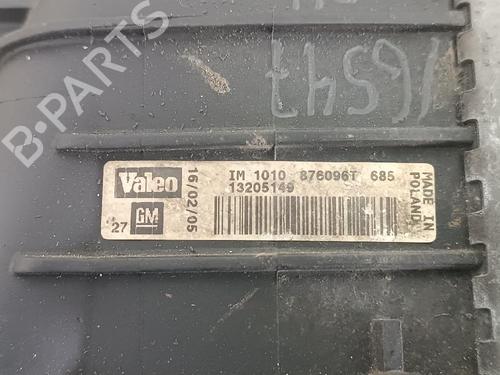 16547
Valeo
27 GM
16/02/05
IM 1010 876096T 685
13205149
MADE IN
POLAND
B-PARTS